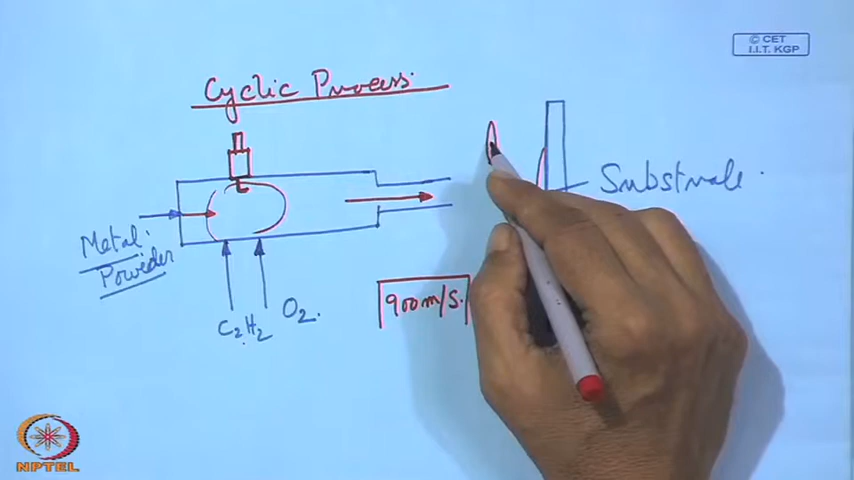 Cyclic Process.
© CET
I.I.T. KGP
Substrate.
Metal.
Powder
C2H2
O2.
900m/s.
NPTEL